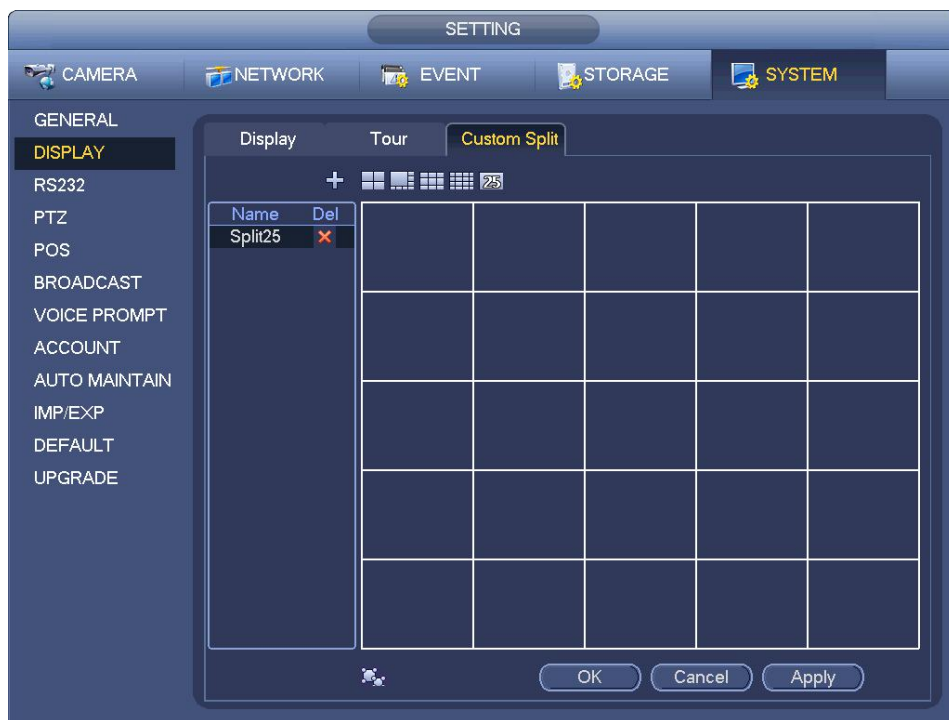 SETTING
CAMERA NETWORK EVENT STORAGE SYSTEM
GENERAL
DISPLAY
RS232
PTZ
POS
BROADCAST
VOICE PROMPT
ACCOUNT
AUTO MAINTAIN
IMP/EXP
DEFAULT
UPGRADE
Display Tour Custom Split
+ 25
Name Del
Split25
OK Cancel Apply